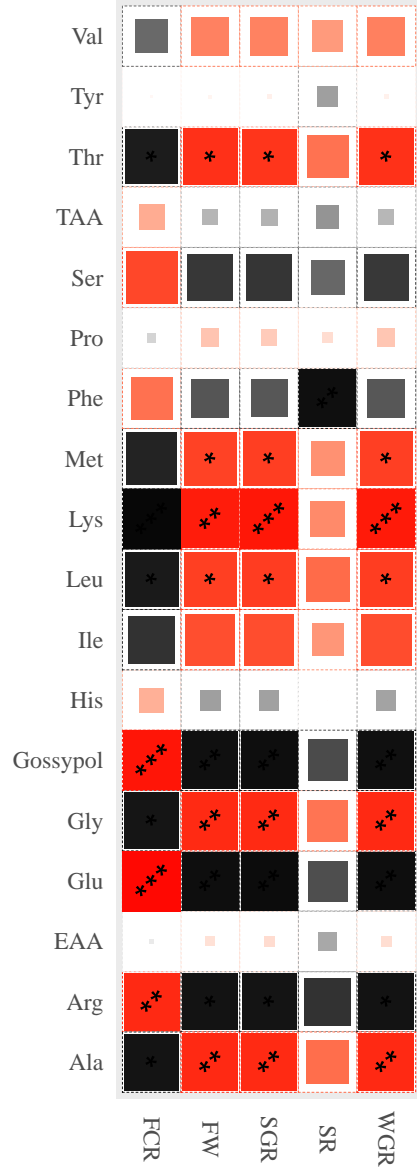 Val
Tyr
Thr * * * *
TAA
Ser
Pro
Phe **
Met * * *
Lys *** ** *** ***
Leu * * * *
Ile
His
Gossypol *** ** ** **
Gly * ** ** **
Glu *** ** ** **
EAA
Arg ** * * *
Ala * ** ** **
FCR FW SGR SR WGR